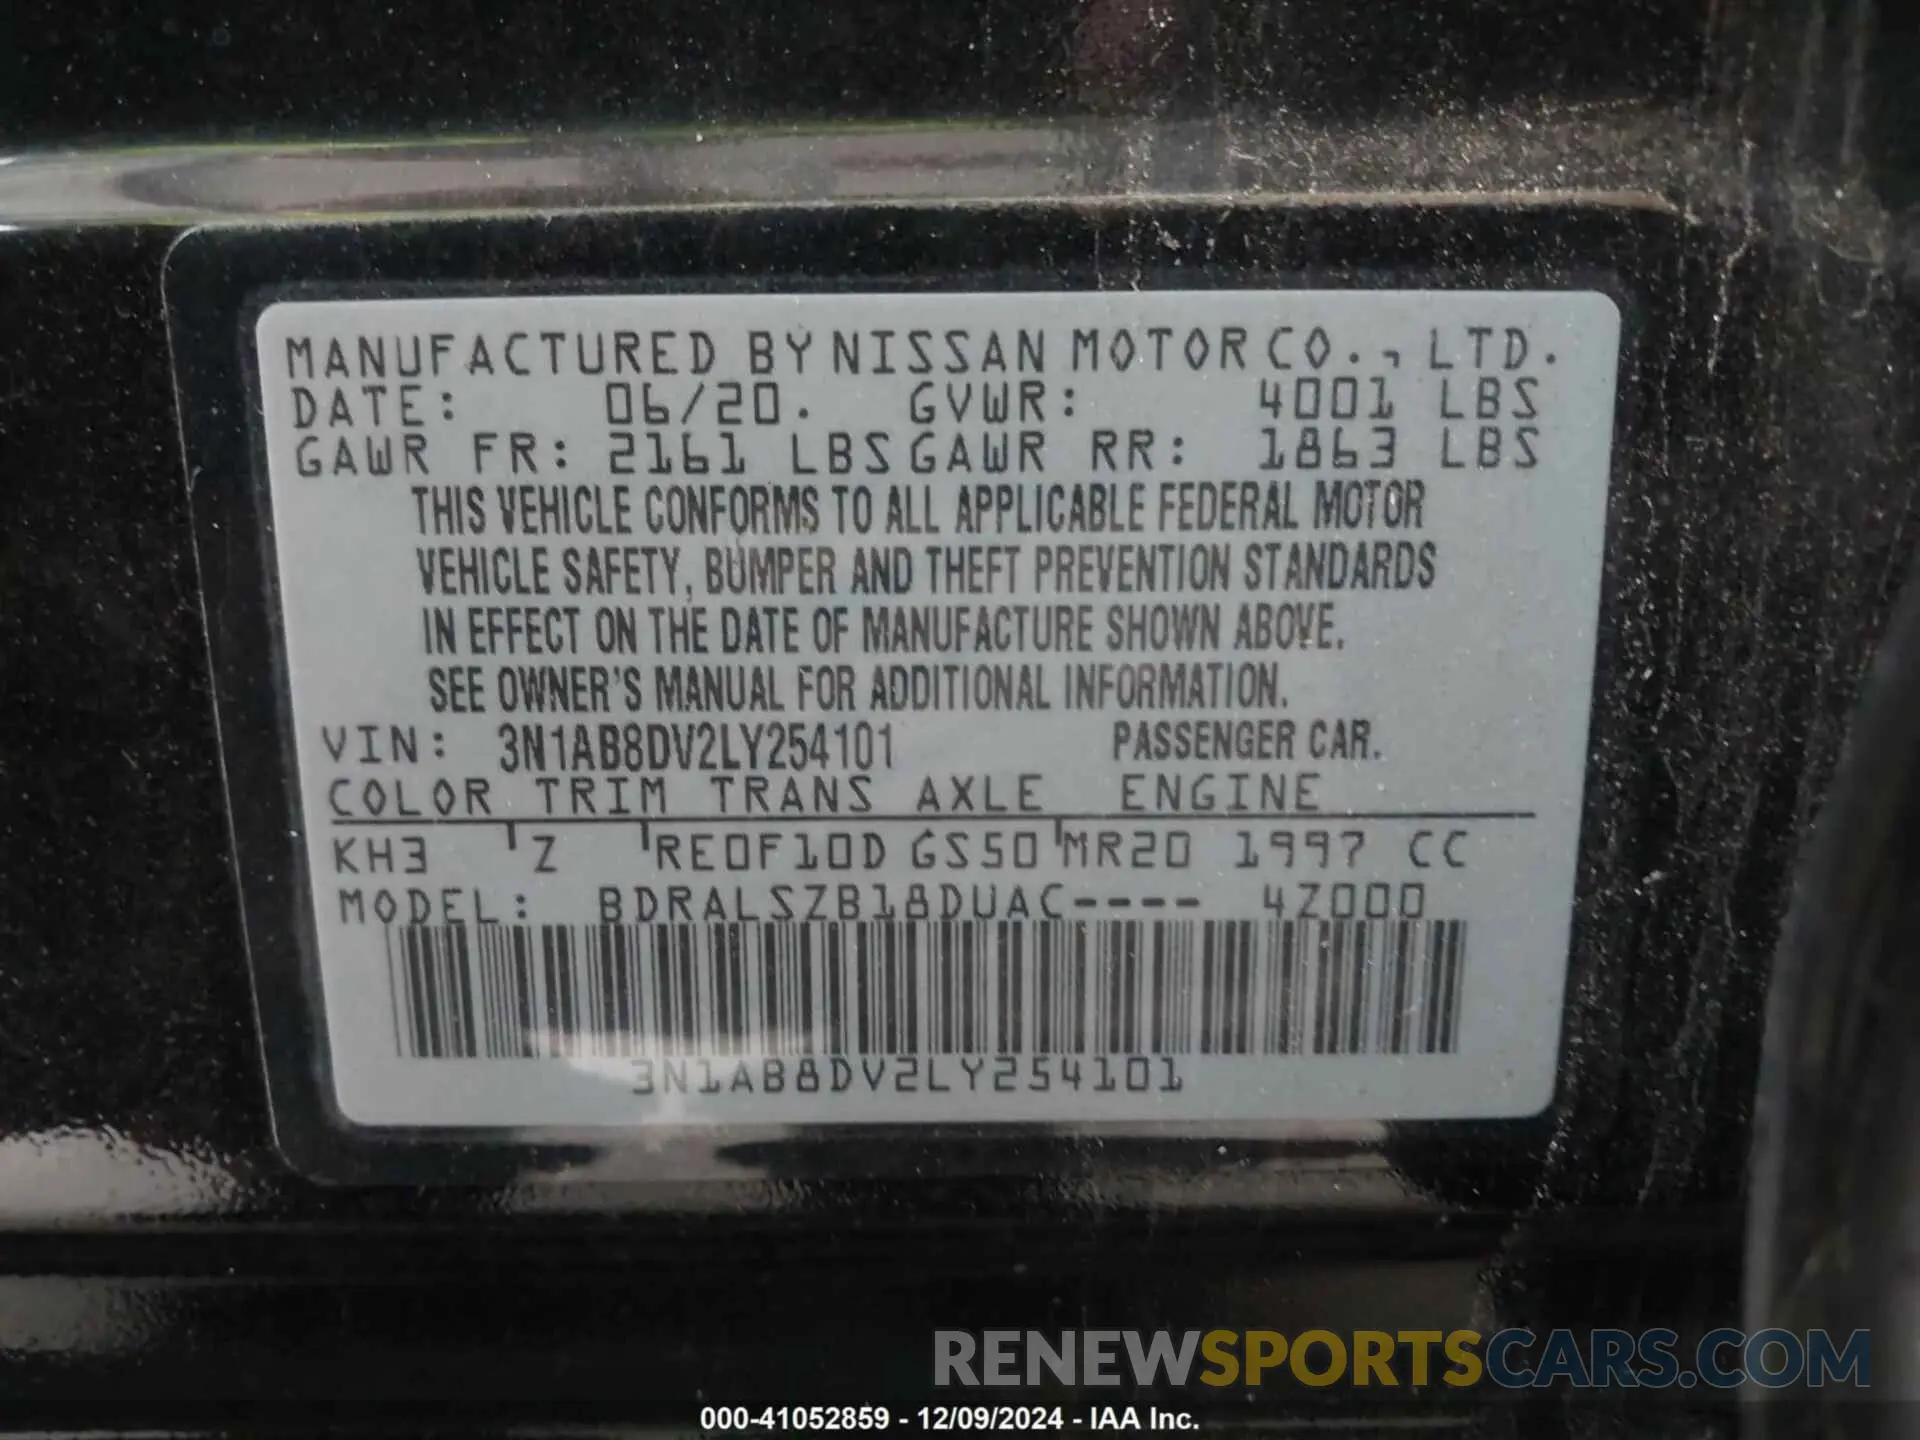 MANUFACTURED BY NISSAN MOTOR CO., LTD.
DATE: 06/20. GVWR: 4001 LBS
GAWR FR: 2161 LBS GAWR RR: 1863 LBS
THIS VEHICLE CONFORMS TO ALL APPLICABLE FEDERAL MOTOR
VEHICLE SAFETY, BUMPER AND THEFT PREVENTION STANDARDS
IN EFFECT ON THE DATE OF MANUFACTURE SHOWN ABOVE.
SEE OWNER'S MANUAL FOR ADDITIONAL INFORMATION.
VIN: 3N1AB8DV2LY254101 PASSENGER CAR.
COLOR TRIM TRANS AXLE ENGINE
KH3 Z RE0F10D GS50 MR20 1997 CC
MODEL: BDRALSZB18DUAC---- 4Z000
3N1AB8DV2LY254101
RENEWSPORTSCARS.COM
000-41052859 - 12/09/2024 - IAA Inc.